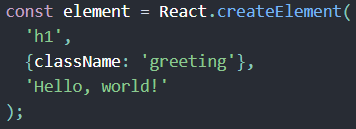 const element = React.createElement(
  'h1',
  {className: 'greeting'},
  'Hello, world!'
);